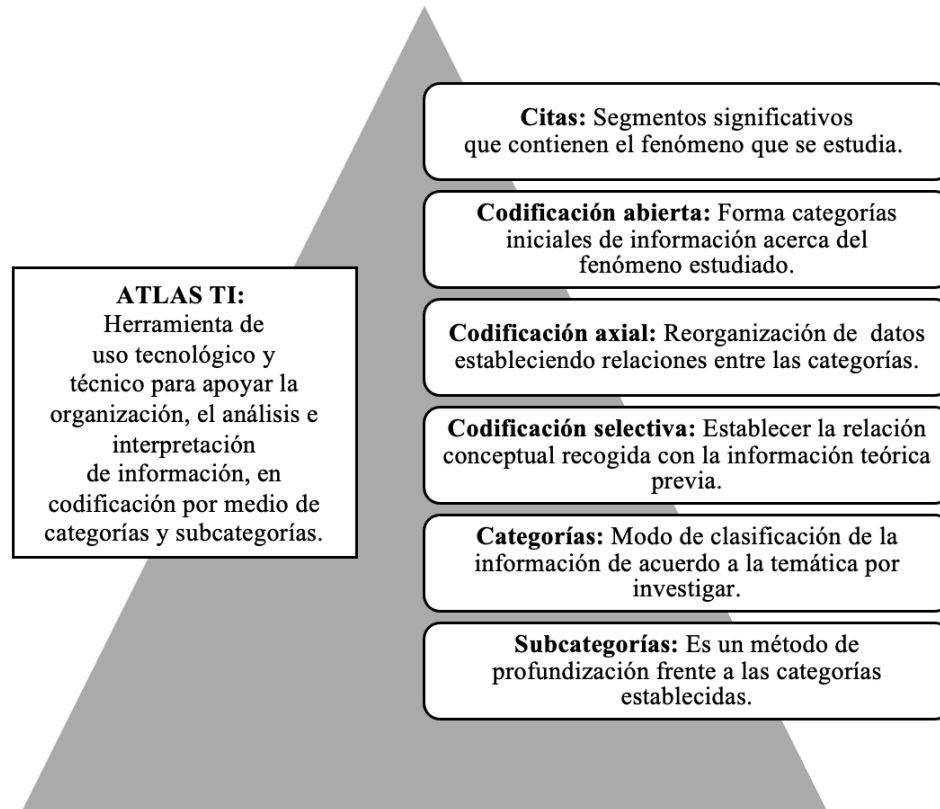 Citas: Segmentos significativos
que contienen el fenómeno que se estudia.
Codificación abierta: Forma categorías
iniciales de información acerca del
fenómeno estudiado.
ATLAS TI:
Herramienta de
uso tecnológico y
técnico para apoyar la
organización, el análisis e
interpretación
de información, en
codificación por medio de
categorías y subcategorías.
Codificación axial: Reorganización de datos
estableciendo relaciones entre las categorías.
Codificación selectiva: Establecer la relación
conceptual recogida con la información teórica
previa.
Categorías: Modo de clasificación de la
información de acuerdo a la temática por
investigar.
Subcategorías: Es un método de
profundización frente a las categorías
establecidas.